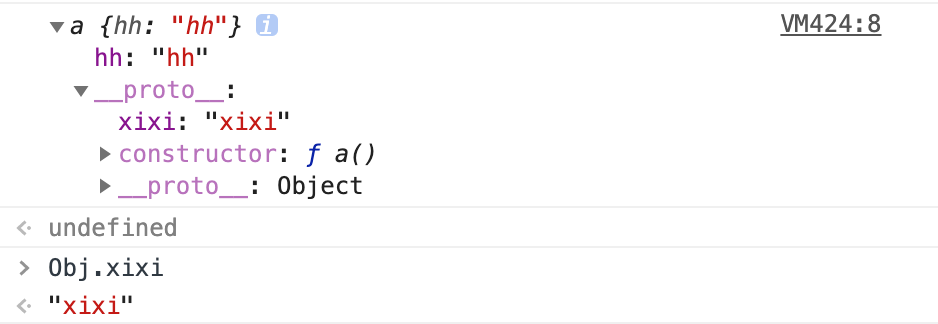 ▼a {hh: "hh"} i VM424:8
hh: "hh"
▼__proto__:
xixi: "xixi"
▶constructor: ƒ a()
▶__proto__: Object
undefined
> Obj.xixi
"xixi"